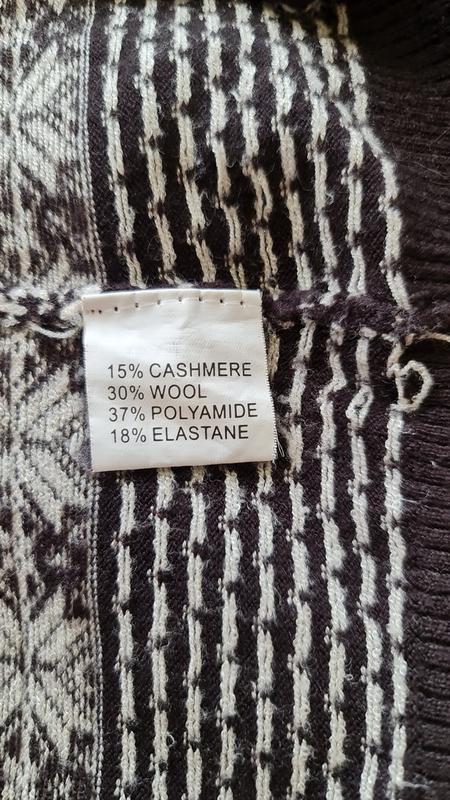 15% CASHMERE
30% WOOL
37% POLYAMIDE
18% ELASTANE